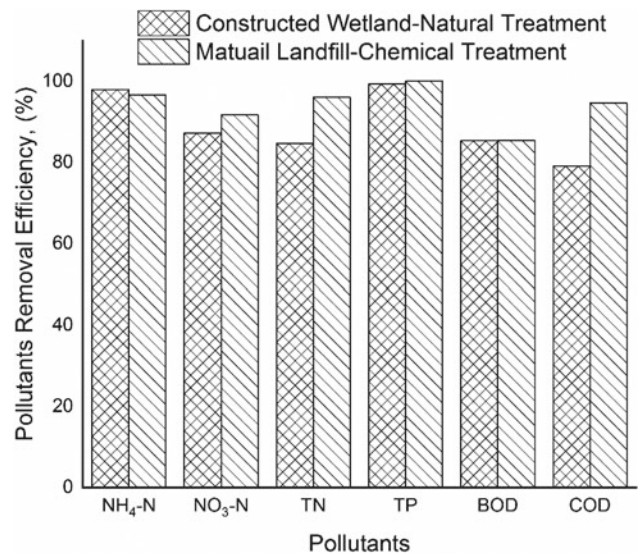 Constructed Wetland-Natural Treatment
Matuail Landfill-Chemical Treatment
Pollutants Removal Efficiency, (%)
100
80
60
40
20
0
NH₄-N NO₃-N TN TP BOD COD
Pollutants